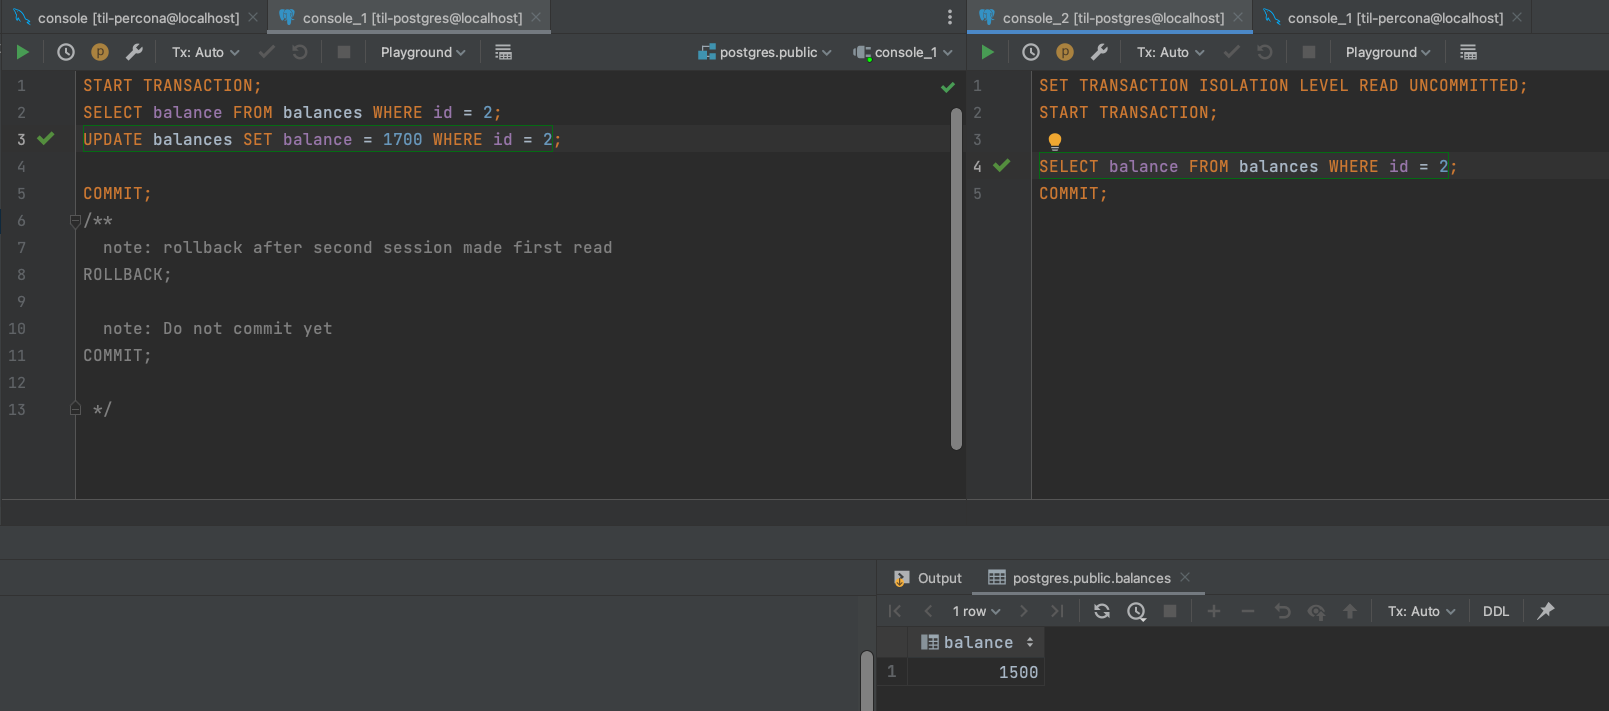 console [til-percona@localhost]
console_1 [til-postgres@localhost]
console_2 [til-postgres@localhost]
console_1 [til-percona@localhost]
p Tx: Auto Playground postgres.public console_1
p Tx: Auto Playground
1 START TRANSACTION;
2 SELECT balance FROM balances WHERE id = 2;
3 UPDATE balances SET balance = 1700 WHERE id = 2;
4
5 COMMIT;
6 /**
7 note: rollback after second session made first read
8 ROLLBACK;
9
10 note: Do not commit yet
11 COMMIT;
12
13 */
1 SET TRANSACTION ISOLATION LEVEL READ UNCOMMITTED;
2 START TRANSACTION;
3
4 SELECT balance FROM balances WHERE id = 2;
5 COMMIT;
Output postgres.public.balances
1 row Tx: Auto DDL
balance
1 1500